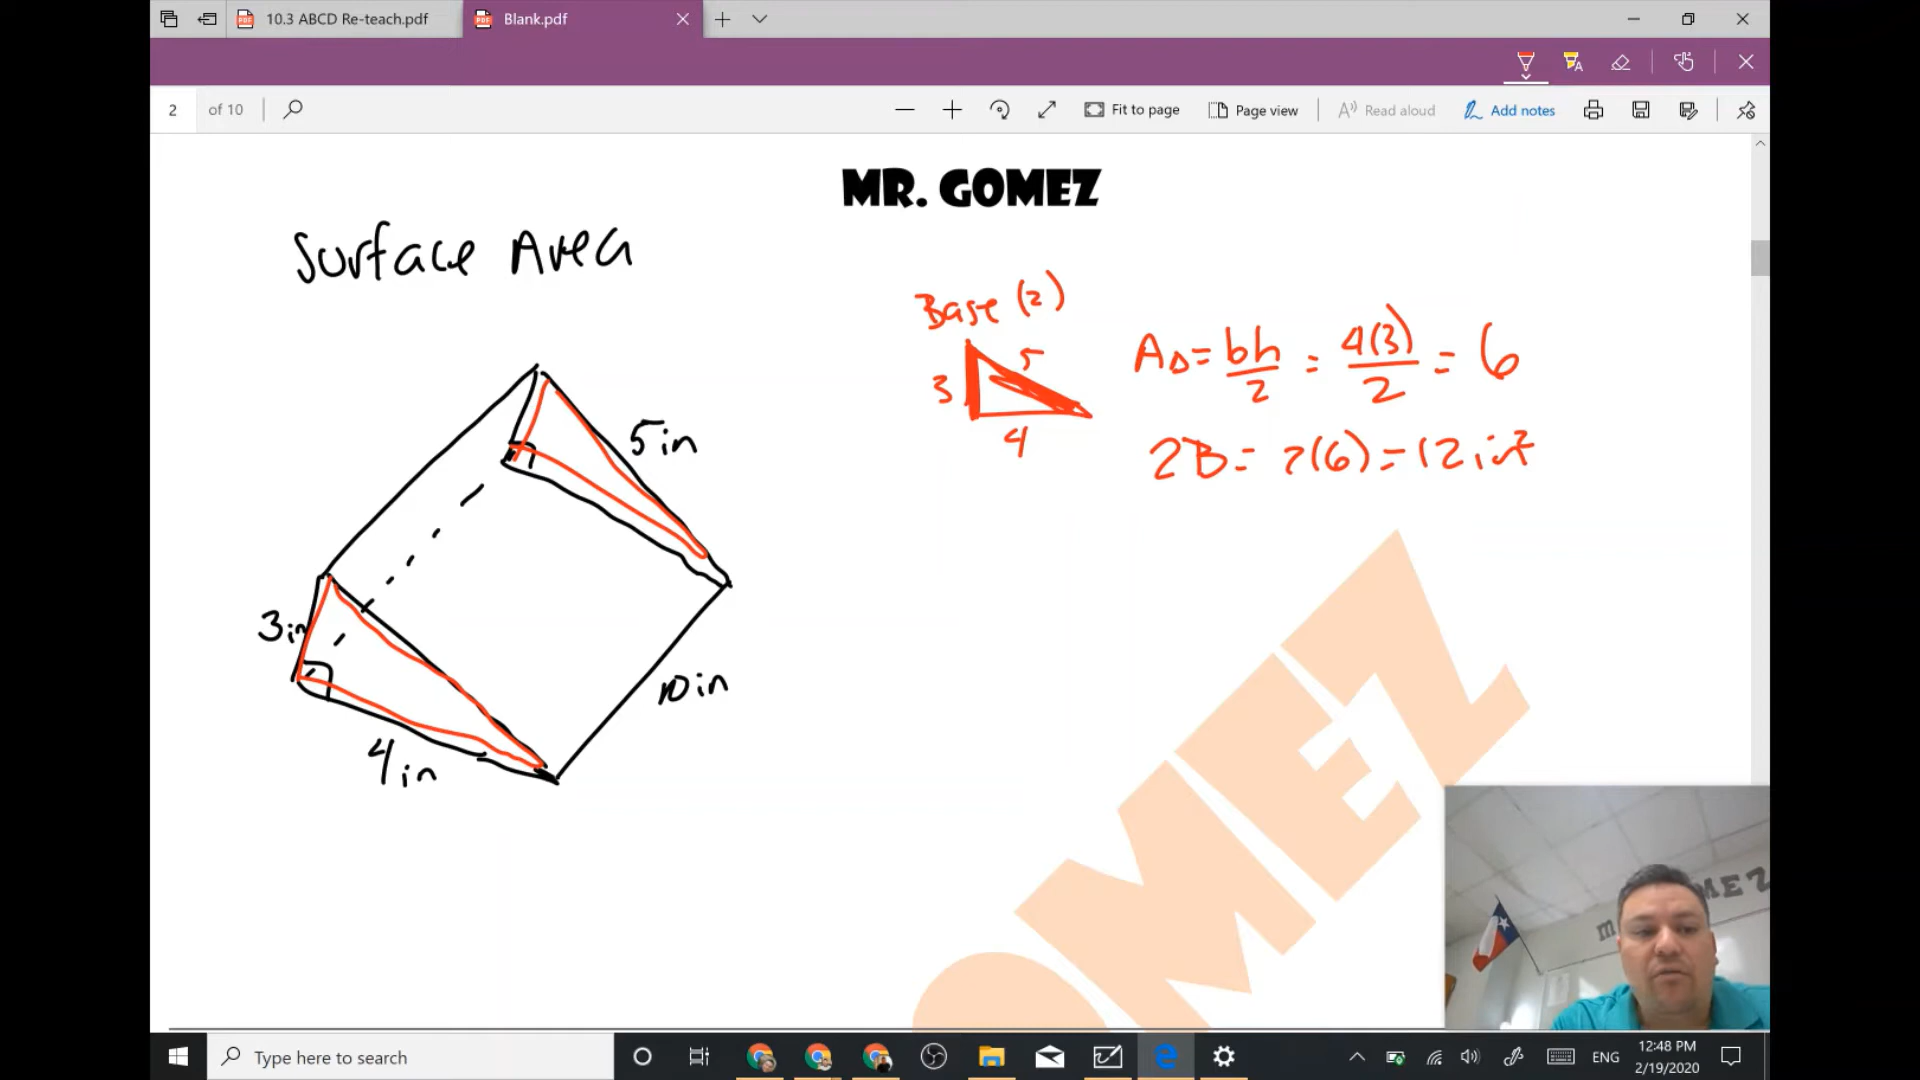 10.3 ABCD Re-teach.pdf
Blank.pdf
2 of 10
Fit to page
Page view
Read aloud
Add notes
MR. GOMEZ
Surface Area
Base (2)
3
5
4
A△ = bh/2 = 4(3)/2 = 6
2B = 2(6) = 12 in²
5in
3in
10in
4in
GOMEZ
OMEZ
Type here to search
ENG
12:48 PM
2/19/2020